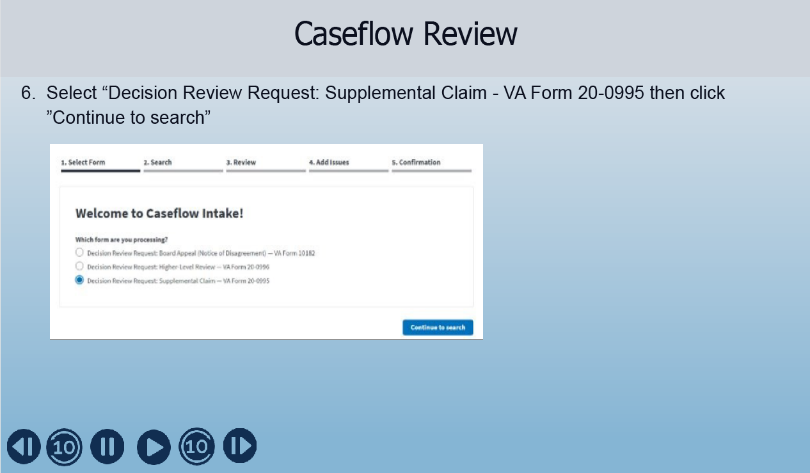 Caseflow Review
6. Select “Decision Review Request: Supplemental Claim - VA Form 20-0995 then click
”Continue to search”
1. Select Form 2. Search 3. Review 4. Add Issues 5. Confirmation
Welcome to Caseflow Intake!
Which form are you processing?
Decision Review Request: Board Appeal (Notice of Disagreement) — VA Form 10182
Decision Review Request: Higher-Level Review — VA Form 20-0996
Decision Review Request: Supplemental Claim — VA Form 20-0995
Continue to search
10 10